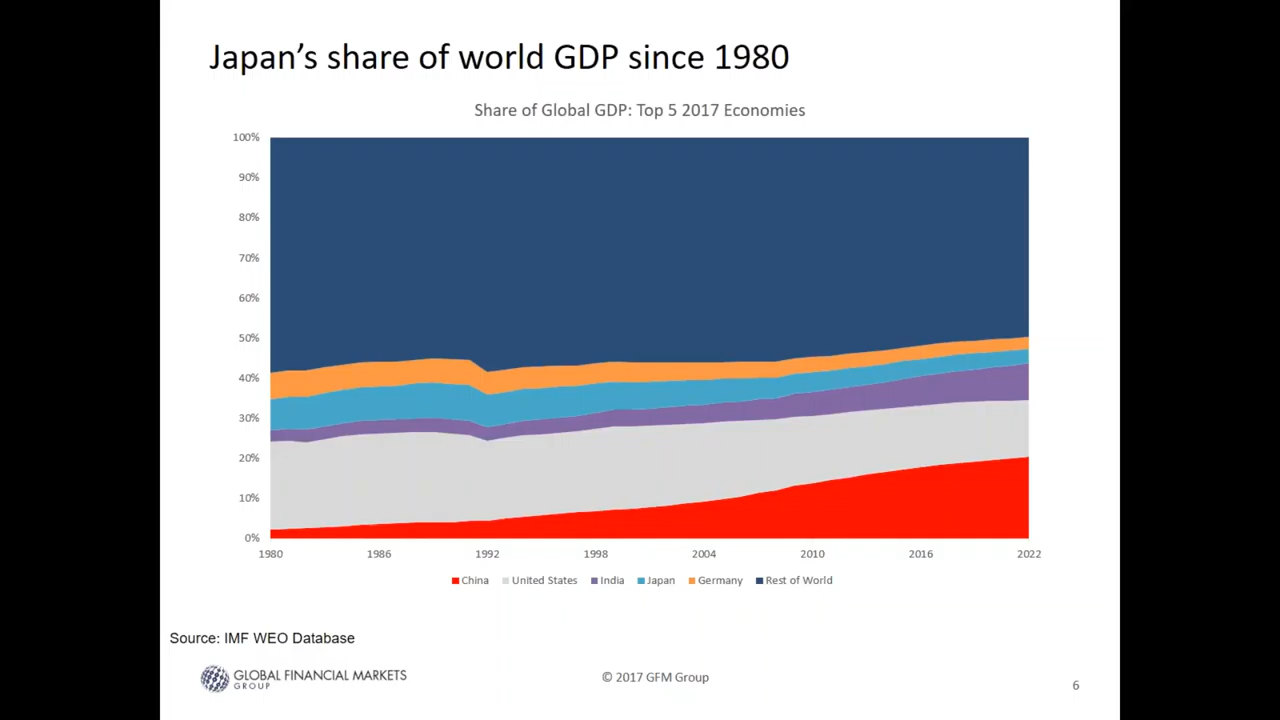 Japan's share of world GDP since 1980
Share of Global GDP: Top 5 2017 Economies
100%
90%
80%
70%
60%
50%
40%
30%
20%
10%
0%
1980 1986 1992 1998 2004 2010 2016 2022
China United States India Japan Germany Rest of World
Source: IMF WEO Database
GLOBAL FINANCIAL MARKETS
GROUP
© 2017 GFM Group
6